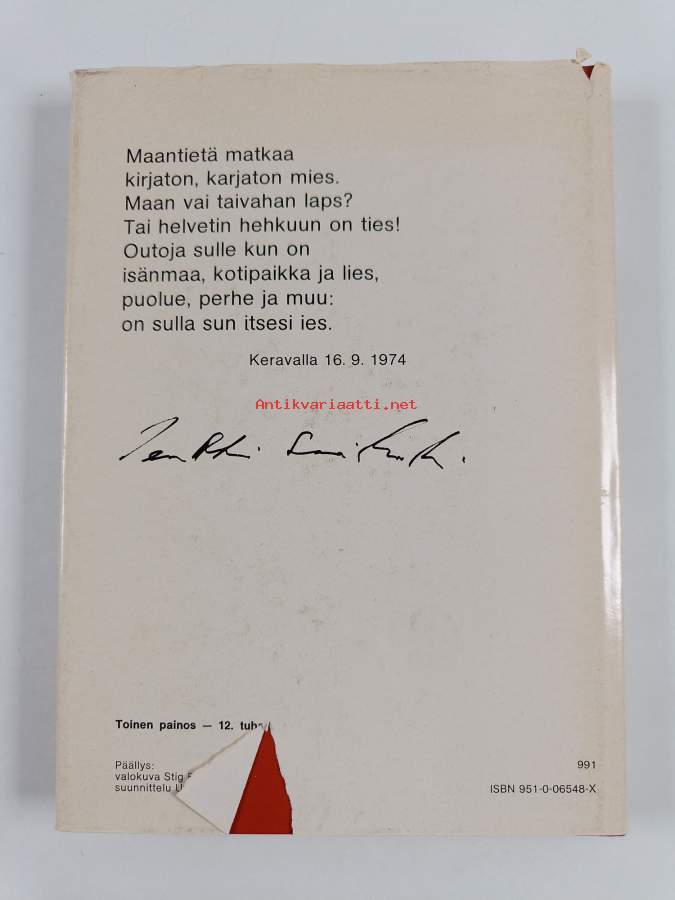 Maantietä matkaa
kirjaton, karjaton mies.
Maan vai taivahan laps?
Tai helvetin hehkuun on ties!
Outoja sulle kun on
isänmaa, kotipaikka ja lies,
puolue, perhe ja muu:
on sulla sun itsesi ies.
Keravalla 16. 9. 1974
Antikvariaatti.net
Toinen painos — 12.
Päällys:
valokuva Stig
suunnittelu
991
ISBN 951-0-06548-X